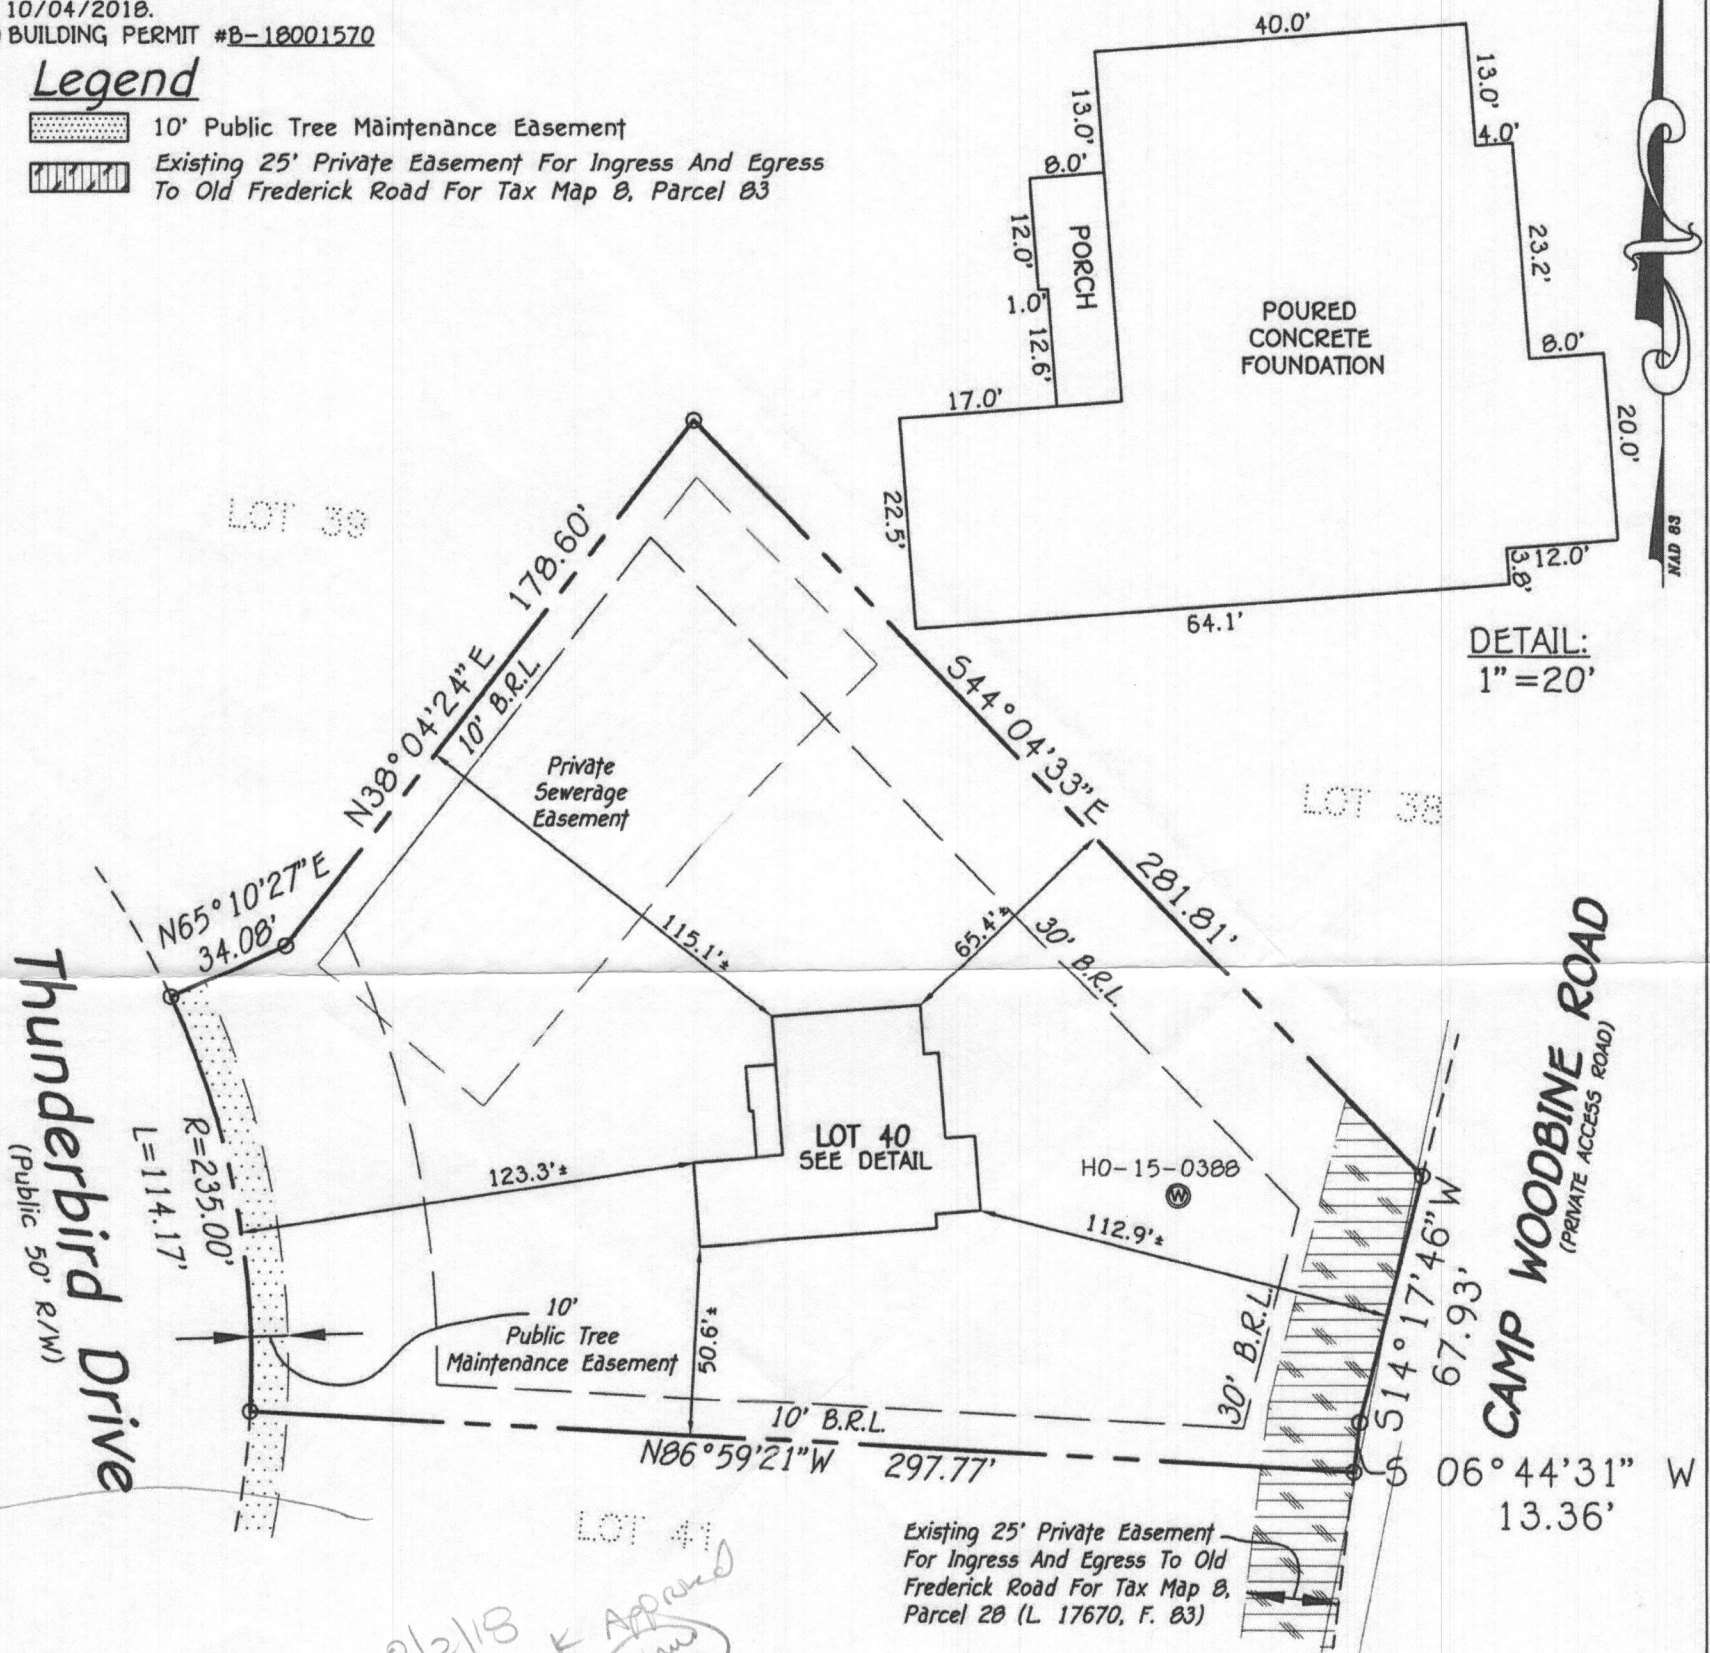 10/04/2018.
BUILDING PERMIT #B-18001570
Legend
10' Public Tree Maintenance Easement
Existing 25' Private Easement For Ingress And Egress
To Old Frederick Road For Tax Map 8, Parcel 83
40.0'
13.0'
4.0'
13.0'
8.0'
12.0'
PORCH
1.0'
12.6'
23.2'
POURED
CONCRETE
FOUNDATION
8.0'
17.0'
20.0'
22.5'
12.0'
3.8'
64.1'
NAD 83
DETAIL:
1"=20'
LOT 39
178.60'
N38°04'24"E
10' B.R.L.
S44°04'33"E
281.81'
Private
Sewerage
Easement
LOT 38
N65°10'27"E
34.08'
115.1'±
65.4'±
30' B.R.L.
Thunderbird Drive
(Public 50' R/W)
R=235.00'
L=114.17'
123.3'±
LOT 40
SEE DETAIL
HO-15-0388
W
112.9'±
CAMP WOODBINE ROAD
(PRIVATE ACCESS ROAD)
S14°17'46"W
67.93'
10'
Public Tree
Maintenance Easement
50.6'±
30' B.R.L.
10' B.R.L.
N86°59'21"W 297.77'
S 06°44'31" W
13.36'
LOT 41
Existing 25' Private Easement
For Ingress And Egress To Old
Frederick Road For Tax Map 8,
Parcel 28 (L. 17670, F. 83)
Approved